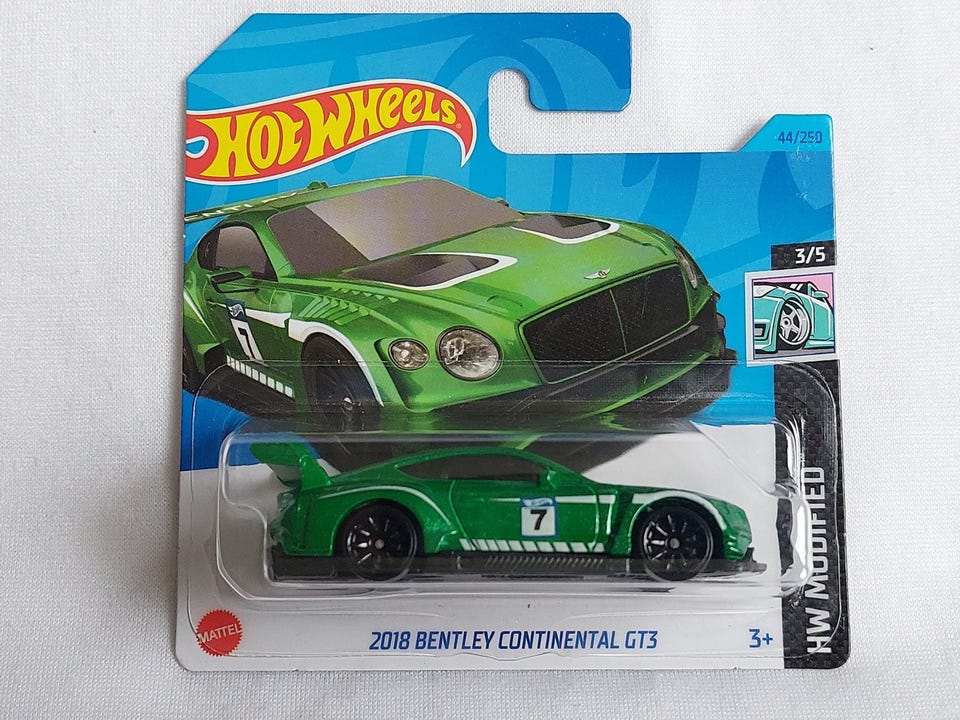 HOT WHEELS
44/250
3/5
7
7
HW MODIFIED
MATTEL
2018 BENTLEY CONTINENTAL GT3
3+